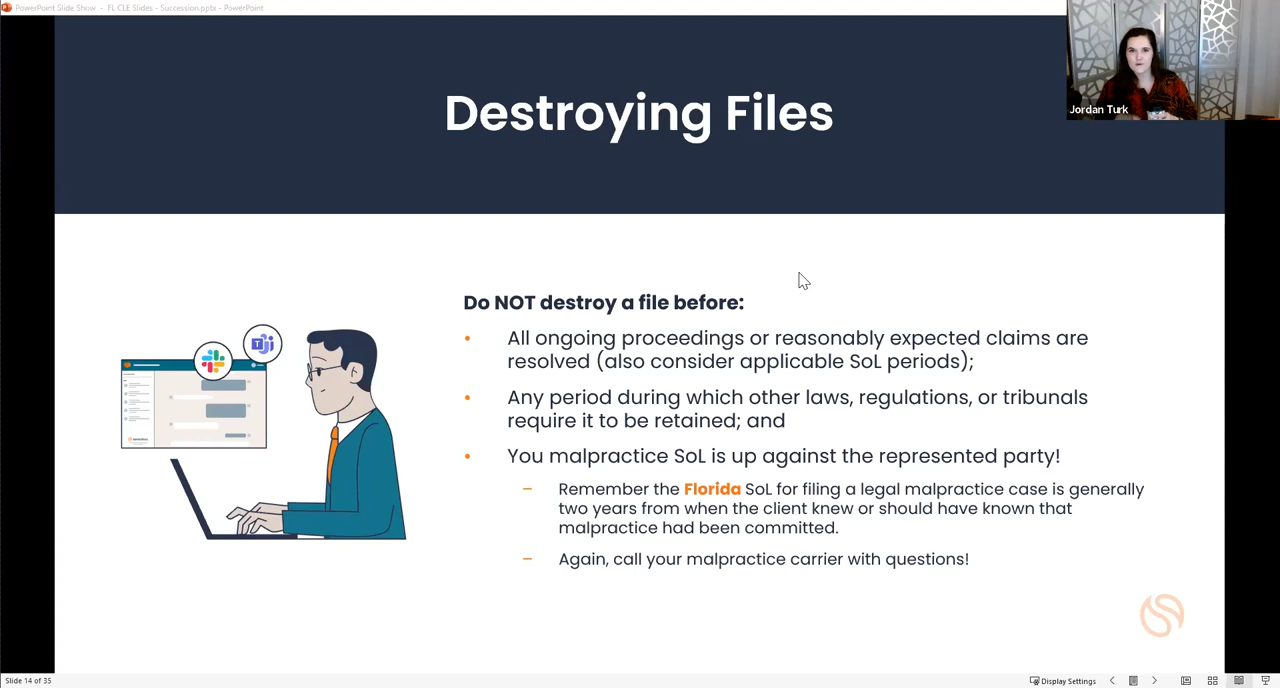 PowerPoint Slide Show - FL CLE Slides - Succession.pptx - PowerPoint
Jordan Turk
Destroying Files
Do NOT destroy a file before:
• All ongoing proceedings or reasonably expected claims are
resolved (also consider applicable SoL periods);
• Any period during which other laws, regulations, or tribunals
require it to be retained; and
• You malpractice SoL is up against the represented party!
– Remember the Florida SoL for filing a legal malpractice case is generally
two years from when the client knew or should have known that
malpractice had been committed.
– Again, call your malpractice carrier with questions!
Slide 14 of 35
Display Settings